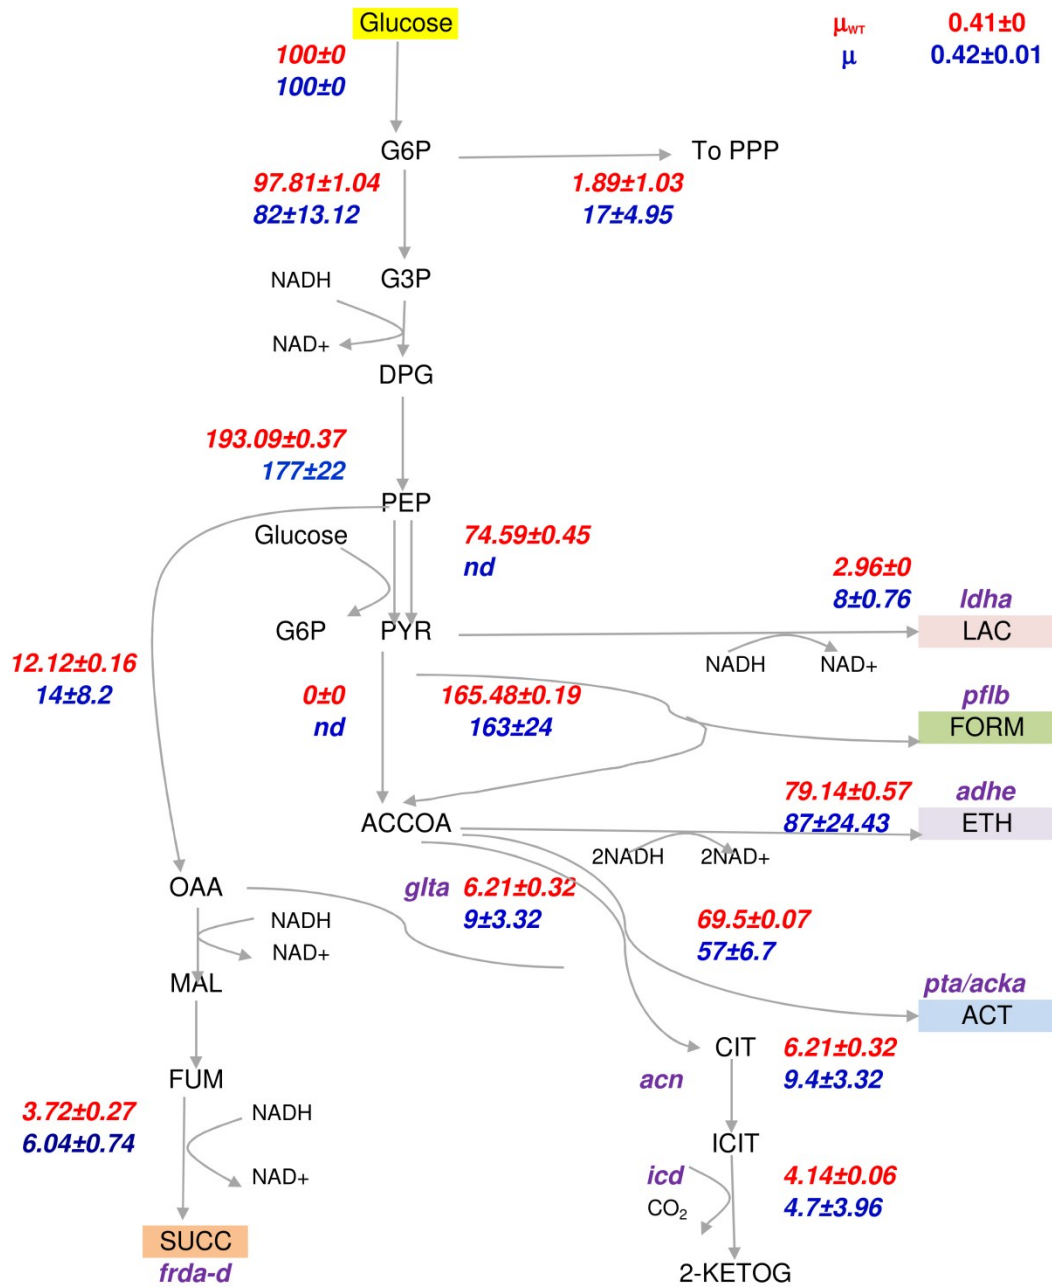 Glucose
μWT 0.41±0
μ 0.42±0.01
100±0
100±0
G6P
To PPP
97.81±1.04
82±13.12
1.89±1.03
17±4.95
NADH
G3P
NAD+
DPG
193.09±0.37
177±22
PEP
Glucose
74.59±0.45
nd
G6P
PYR
2.96±0
8±0.76
ldha
LAC
NADH
NAD+
12.12±0.16
14±8.2
0±0
nd
165.48±0.19
163±24
pflb
FORM
ACCOA
79.14±0.57
87±24.43
adhe
ETH
2NADH
2NAD+
OAA
glta
6.21±0.32
9±3.32
NADH
NAD+
69.5±0.07
57±6.7
MAL
pta/acka
ACT
CIT
6.21±0.32
9.4±3.32
acn
FUM
3.72±0.27
6.04±0.74
NADH
NAD+
ICIT
icd
CO2
4.14±0.06
4.7±3.96
SUCC
frda-d
2-KETOG